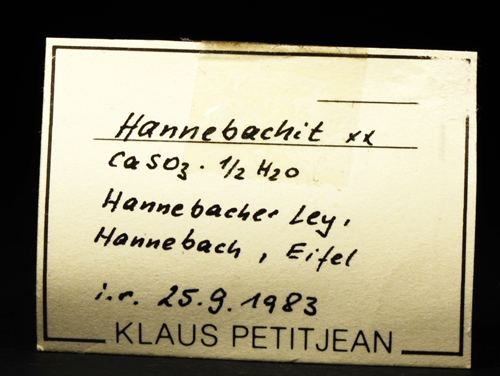 Hannebachit xx
CaSO3 · 1/2 H2O
Hannebacher Ley,
Hannebach, Eifel
i.r. 25.9.1983
KLAUS PETITJEAN